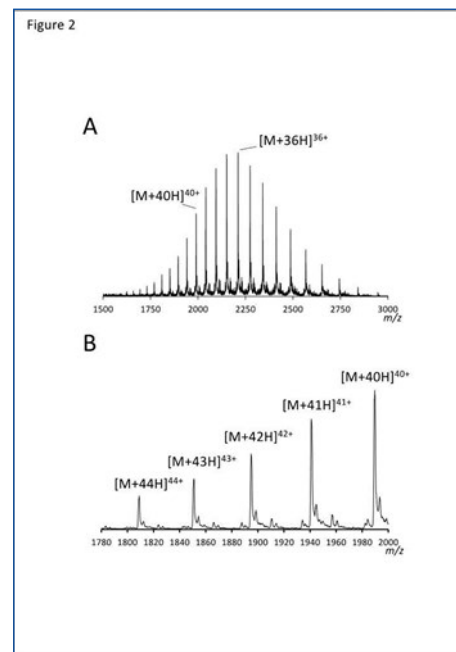 Figure 2
A
[M+36H]³⁶⁺
[M+40H]⁴⁰⁺
1500 1750 2000 2250 2500 2750 3000
m/z
B
[M+40H]⁴⁰⁺
[M+41H]⁴¹⁺
[M+42H]⁴²⁺
[M+43H]⁴³⁺
[M+44H]⁴⁴⁺
1780 1800 1820 1840 1860 1880 1900 1920 1940 1960 1980 2000
m/z